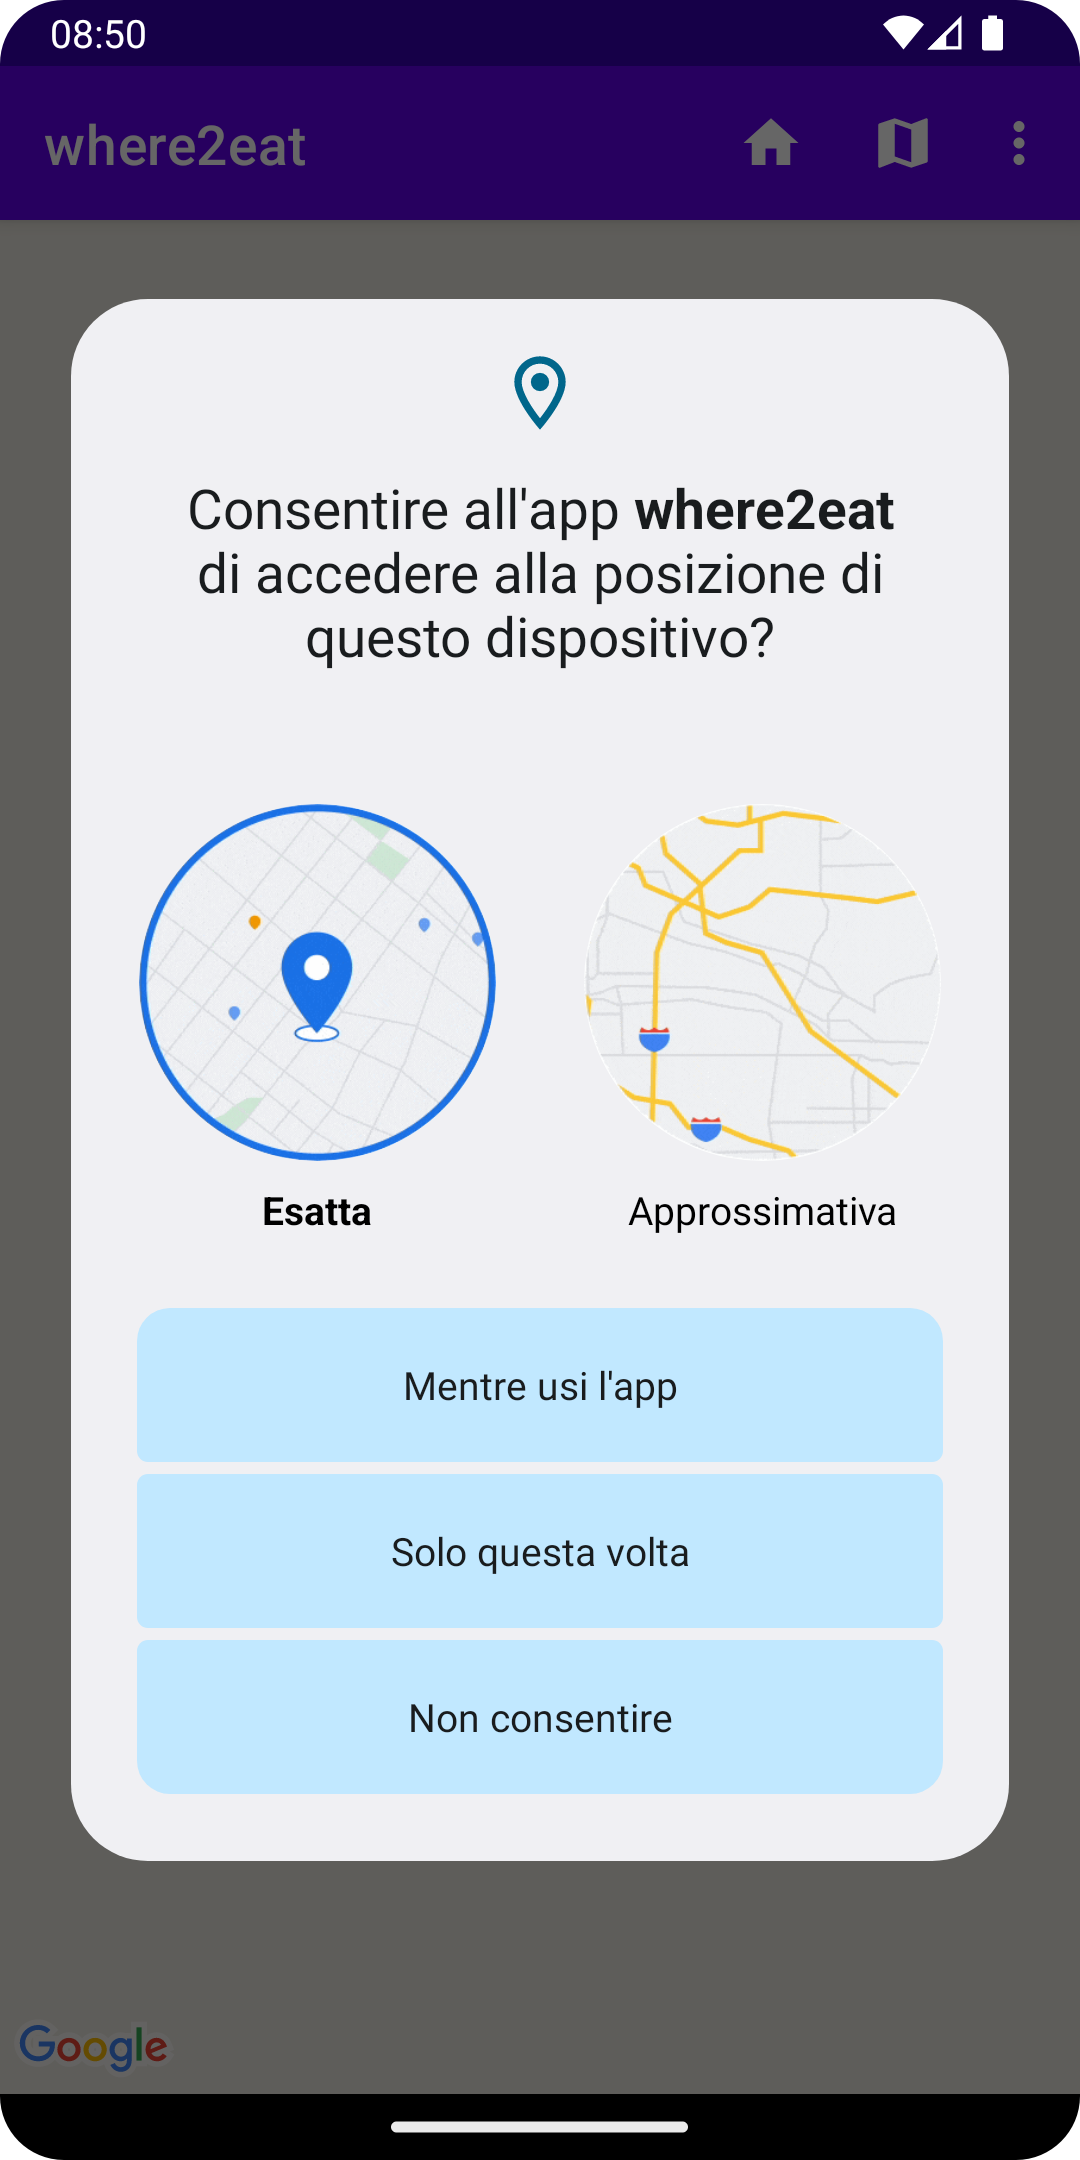 08:50
where2eat
Consentire all'app where2eat
di accedere alla posizione di
questo dispositivo?
Esatta
Approssimativa
Mentre usi l'app
Solo questa volta
Non consentire
Google